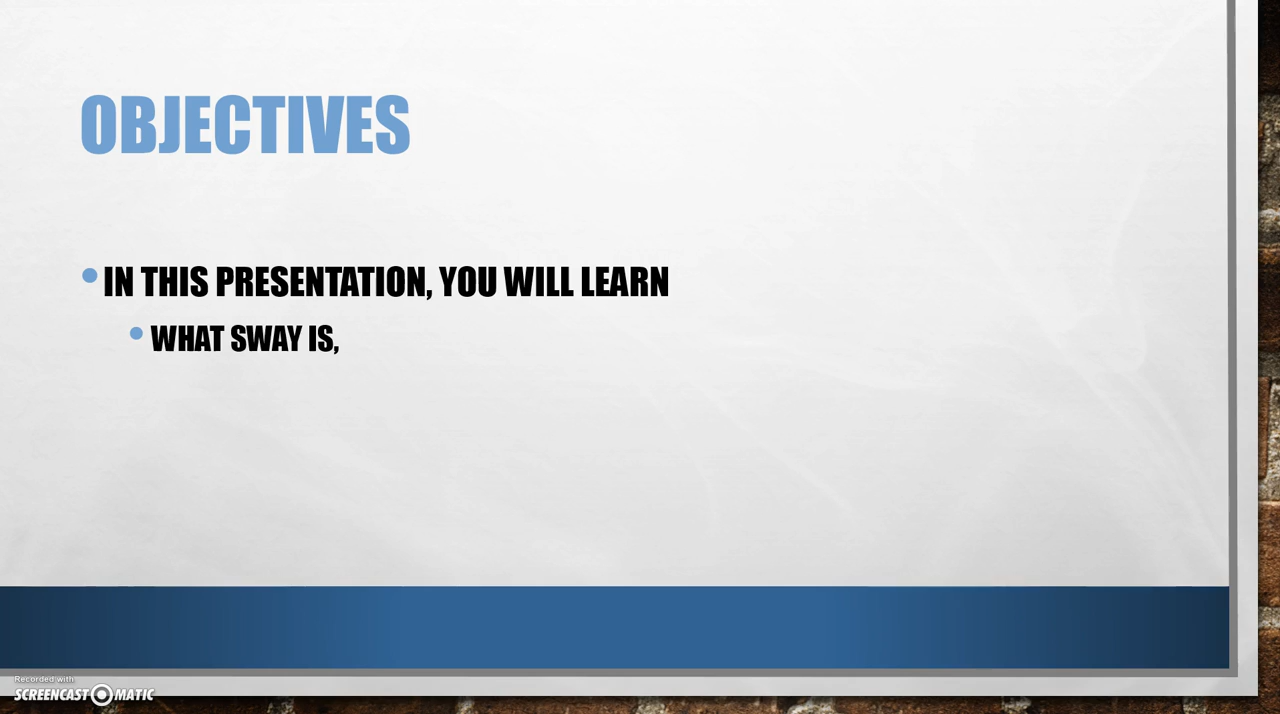 OBJECTIVES
IN THIS PRESENTATION, YOU WILL LEARN
WHAT SWAY IS,
Recorded with
SCREENCAST MATIC